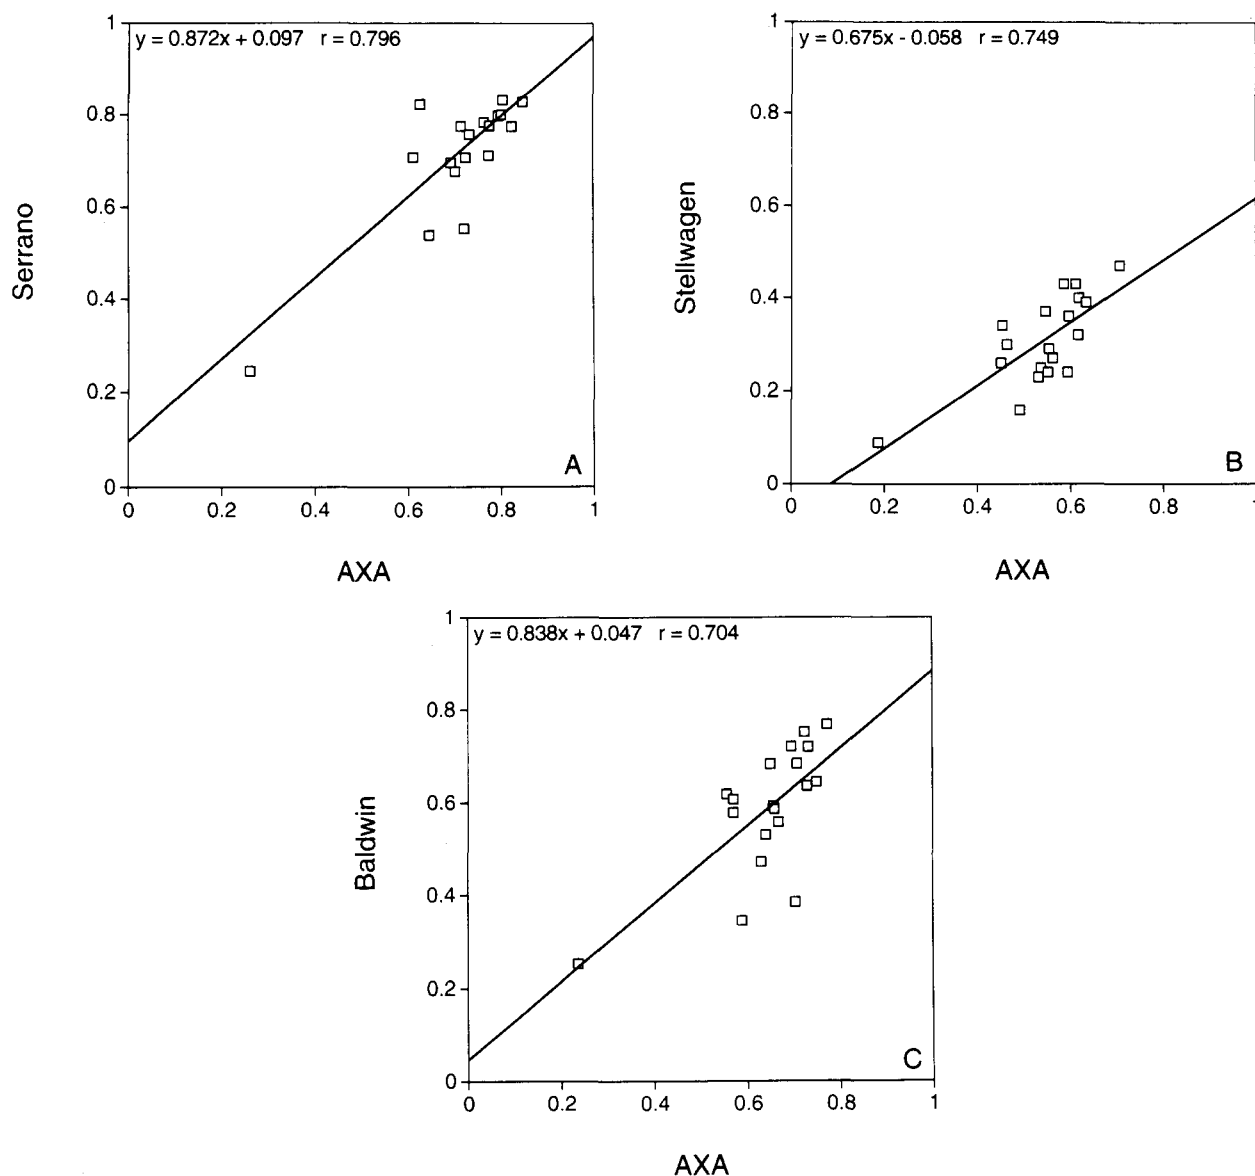 y = 0.872x + 0.097 r = 0.796
1
0.8
0.6
0.4
0.2
0
Serrano
0 0.2 0.4 0.6 0.8 1
AXA
A
y = 0.675x - 0.058 r = 0.749
1
0.8
0.6
0.4
0.2
0
Stellwagen
0 0.2 0.4 0.6 0.8 1
AXA
B
y = 0.838x + 0.047 r = 0.704
1
0.8
0.6
0.4
0.2
0
Baldwin
0 0.2 0.4 0.6 0.8 1
AXA
C